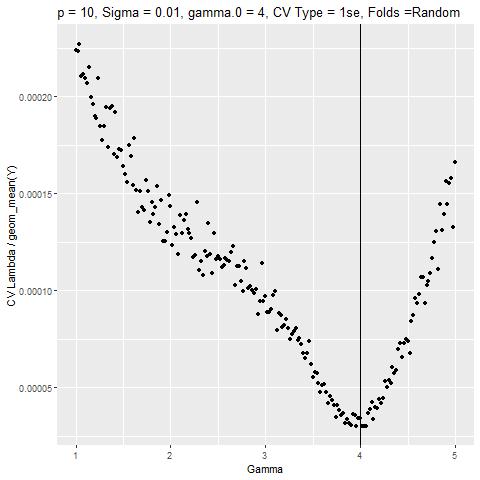 p = 10, Sigma = 0.01, gamma.0 = 4, CV Type = 1se, Folds =Random
CV Lambda / geom_mean(Y)
0.00020
0.00015
0.00010
0.00005
1 2 3 4 5
Gamma